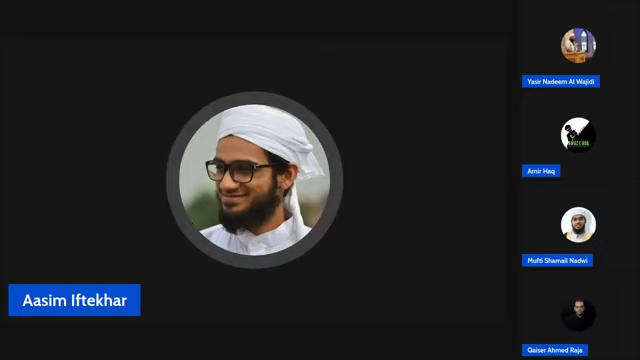 Yasir Nadeem Al Wajidi
Amir Haq
Mufti Shamail Nadwi
Aasim Iftekhar
Qaiser Ahmed Raja